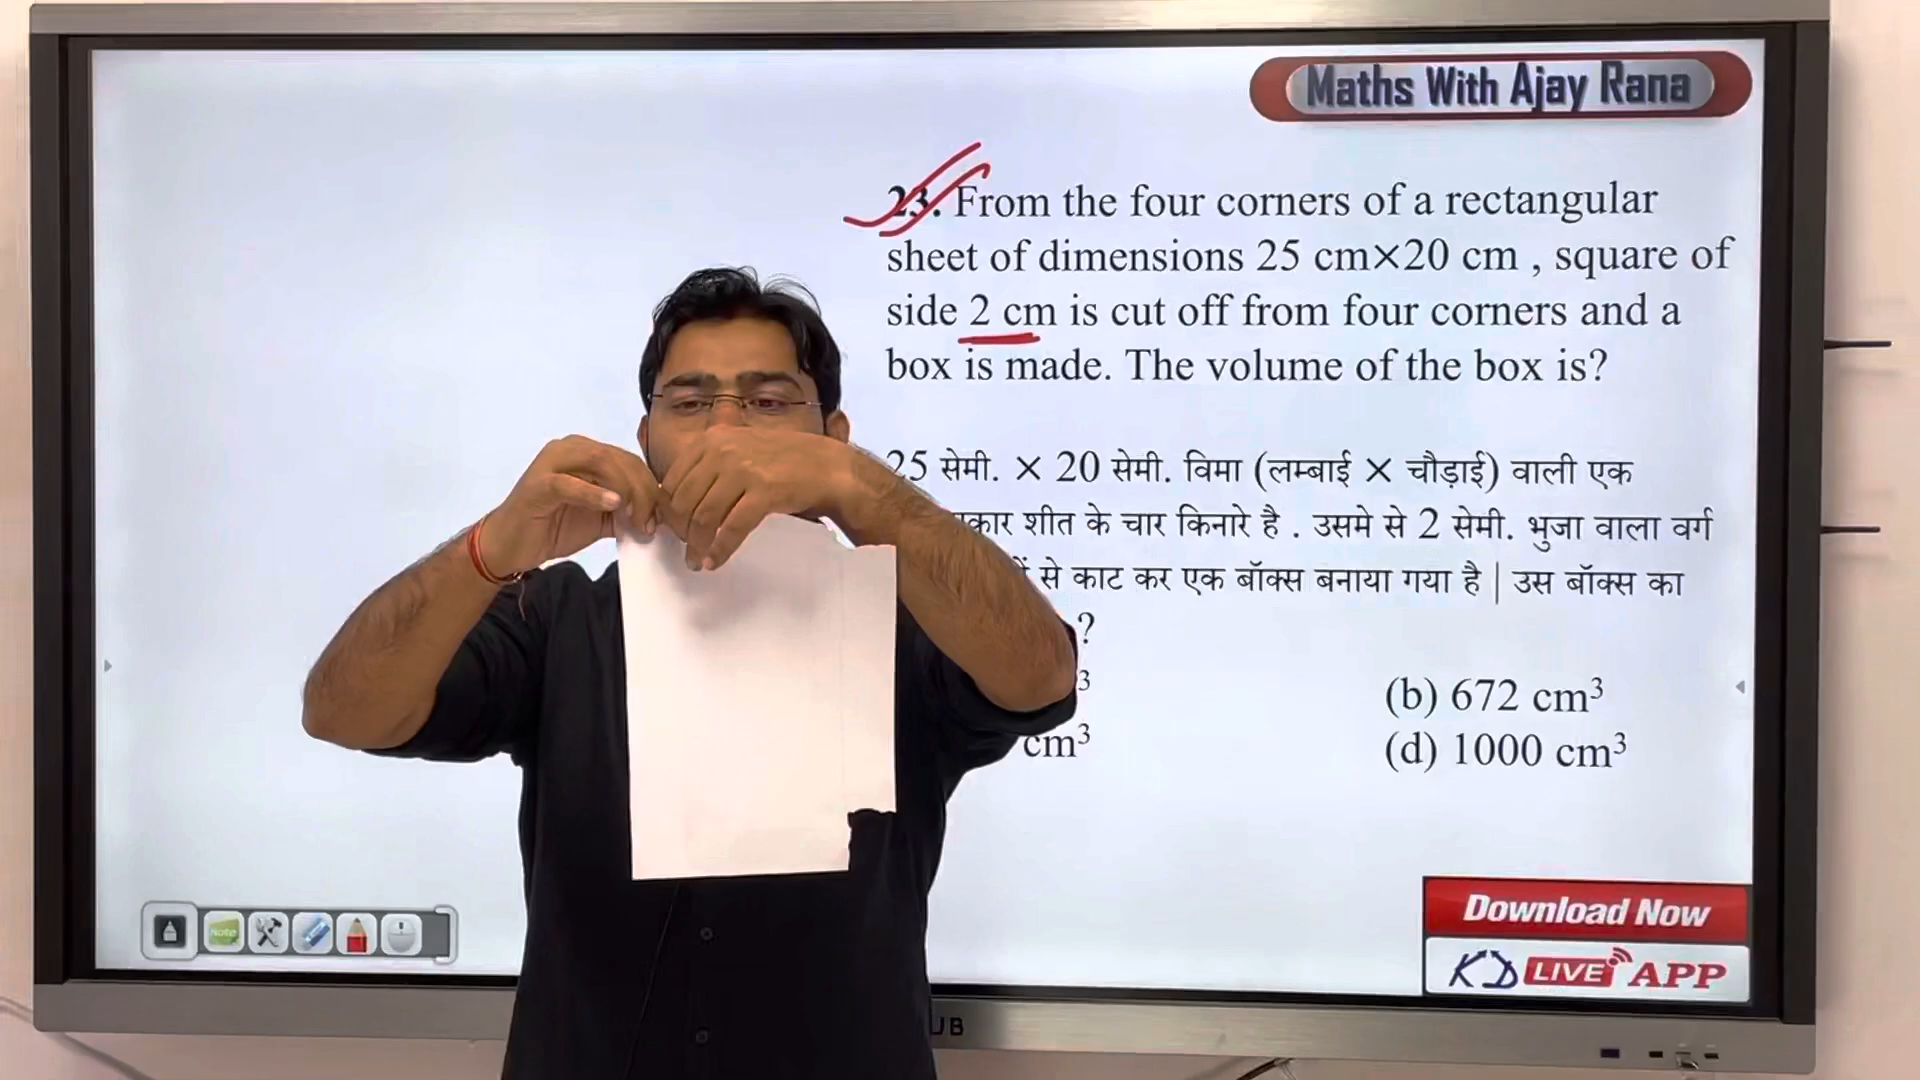 Maths With Ajay Rana
23. From the four corners of a rectangular
sheet of dimensions 25 cm×20 cm , square of
side 2 cm is cut off from four corners and a
box is made. The volume of the box is?
25 सेमी. × 20 सेमी. विमा (लम्बाई × चौड़ाई) वाली एक
शीत के चार किनारे है . उसमे से 2 सेमी. भुजा वाला वर्ग
से काट कर एक बॉक्स बनाया गया है | उस बॉक्स का
?
(b) 672 cm³
cm³
(d) 1000 cm³
Note
Download Now
KD LIVE APP